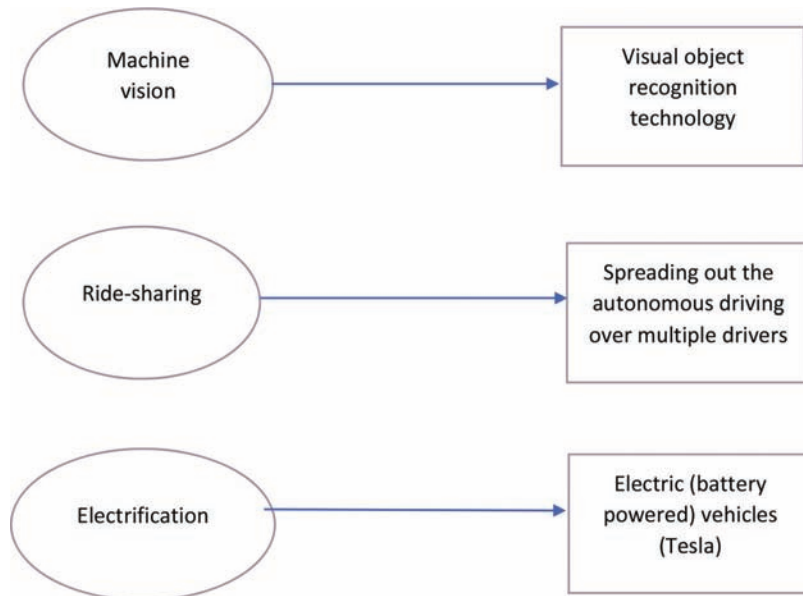 Machine
vision
Visual object
recognition
technology
Ride-sharing
Spreading out the
autonomous driving
over multiple drivers
Electrification
Electric (battery
powered) vehicles
(Tesla)